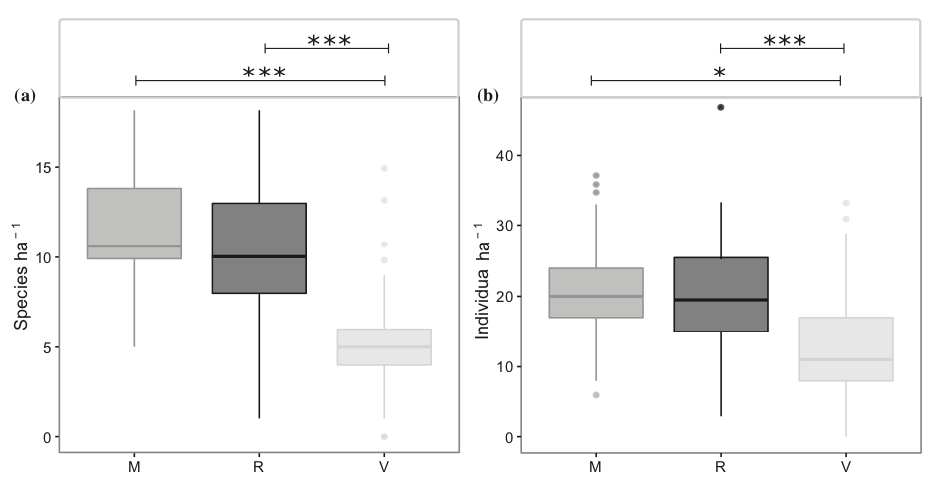 (a)
***
***
Species ha⁻¹
15
10
5
0
M R V
(b)
***
*
Individua ha⁻¹
40
30
20
10
0
M R V